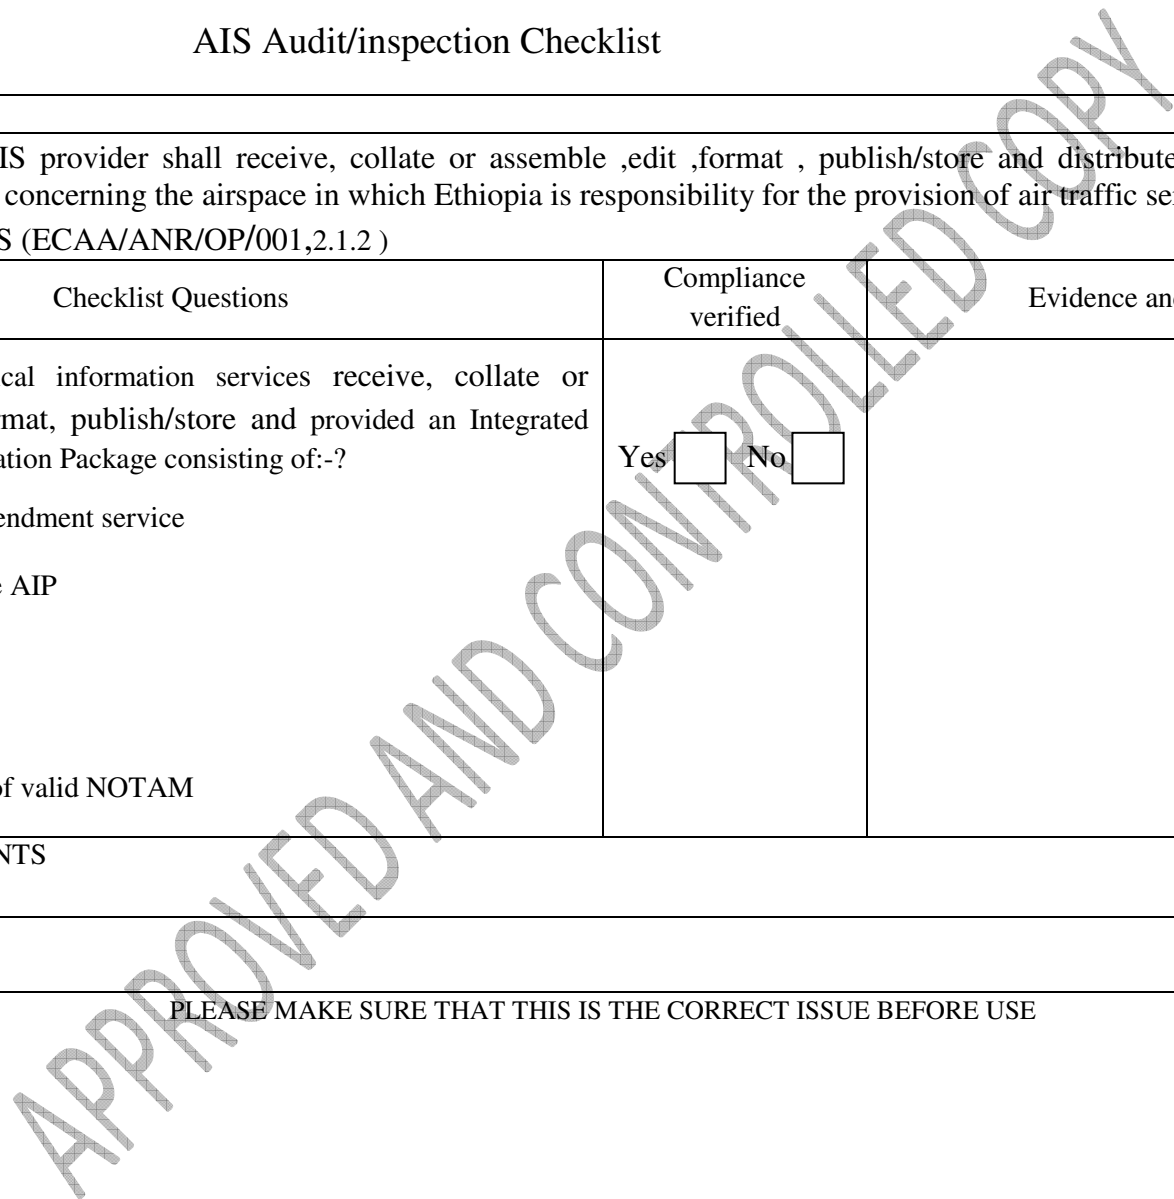 AIS Audit/inspection Checklist
IS provider shall receive, collate or assemble ,edit ,format , publish/store and distribute
concerning the airspace in which Ethiopia is responsibility for the provision of air traffic se
S (ECAA/ANR/OP/001,2.1.2 )
Checklist Questions
Compliance
verified
Evidence an
ical information services receive, collate or
rmat, publish/store and provided an Integrated
ation Package consisting of:-?
endment service
e AIP
of valid NOTAM
Yes No
NTS
PLEASE MAKE SURE THAT THIS IS THE CORRECT ISSUE BEFORE USE
APPROVED AND CONTROLLED COPY